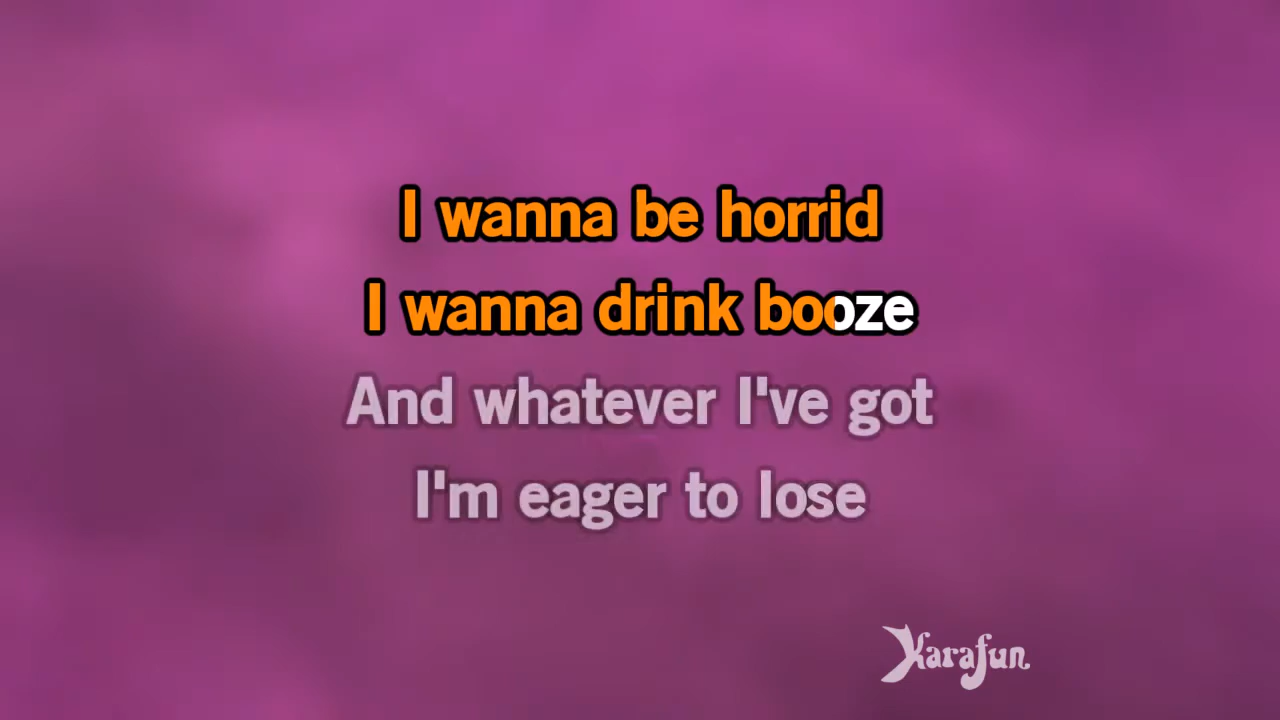 I wanna be horrid
I wanna drink booze
And whatever I've got
I'm eager to lose
Karafun